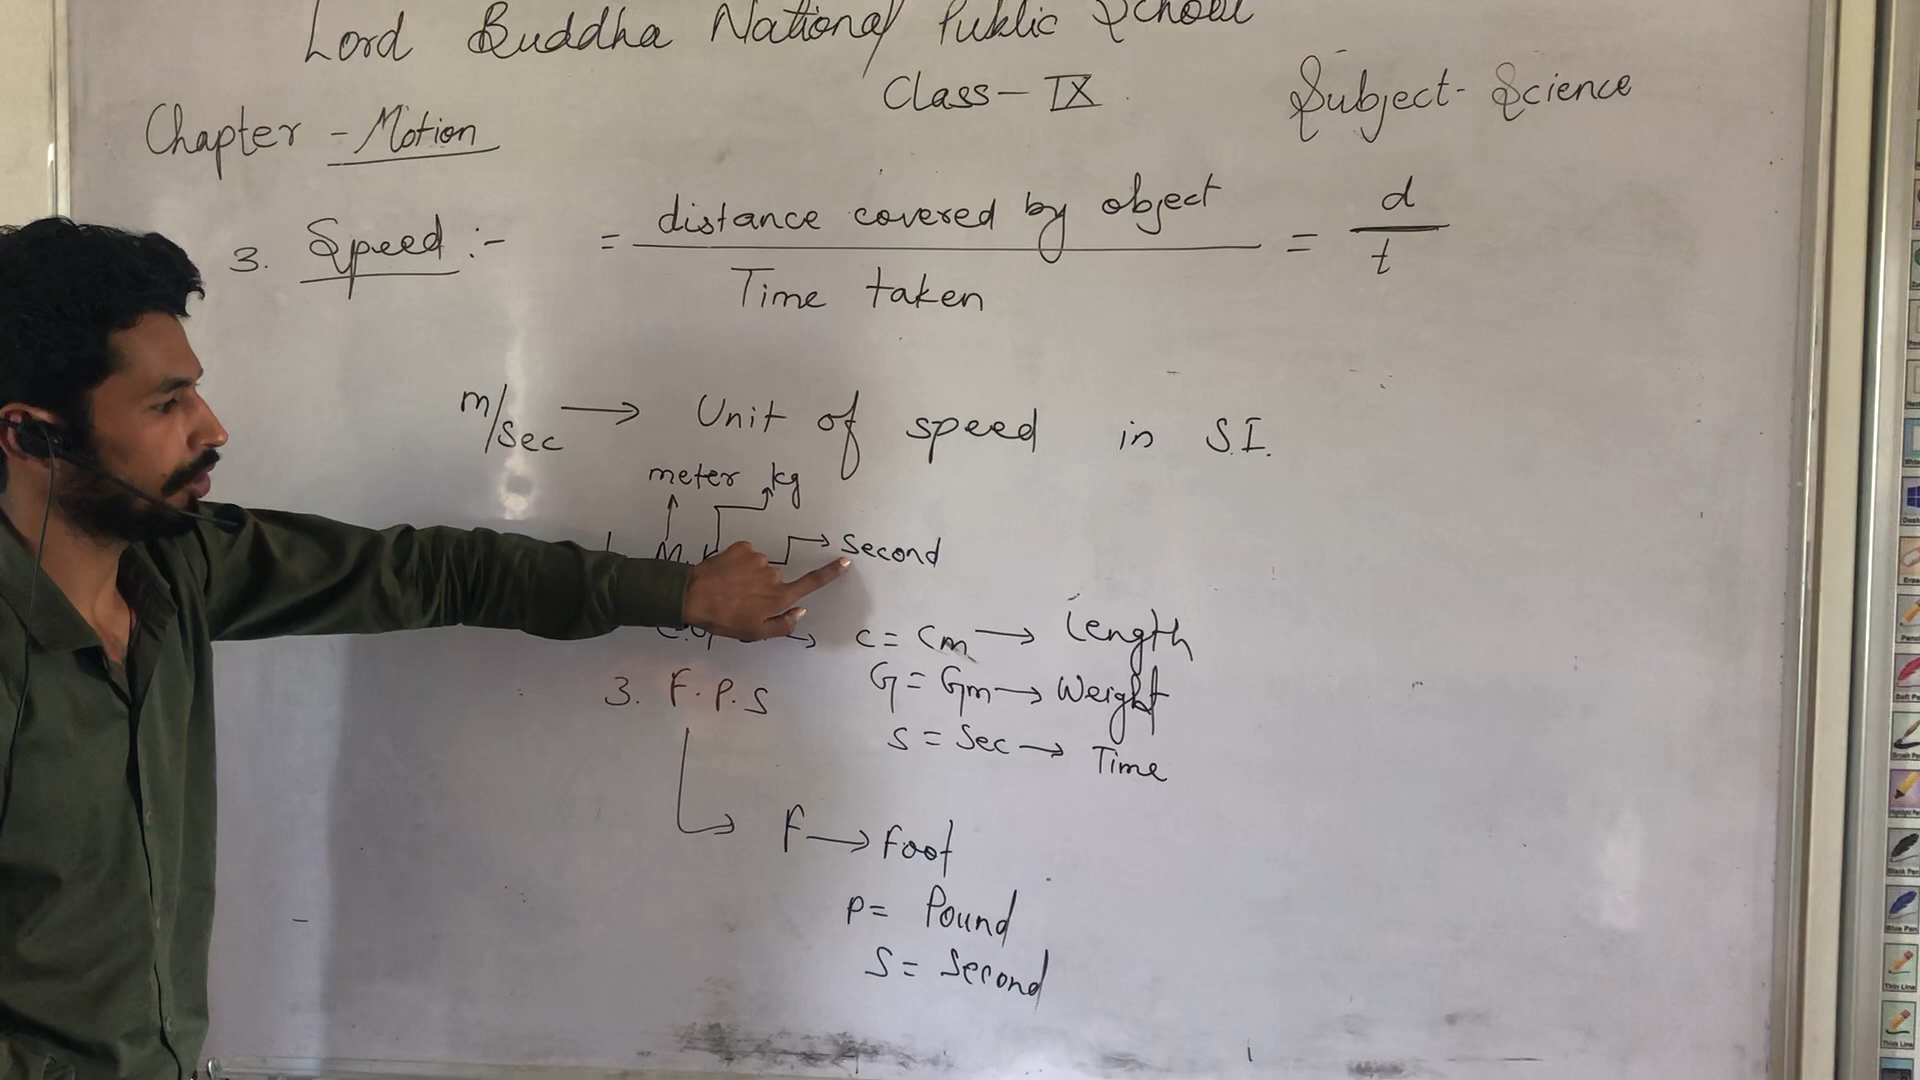 Lord Buddha National Public School
Class - IX
Subject - Science
Chapter - Motion
3. Speed :- = distance covered by object = d
Time taken t
m/sec → Unit of speed in S.I.
meter kg
M K → Second
→ C = Cm → Length
3. F.P.S G = Gm → Weight
S = Sec → Time
F → Foot
P = Pound
S = Second